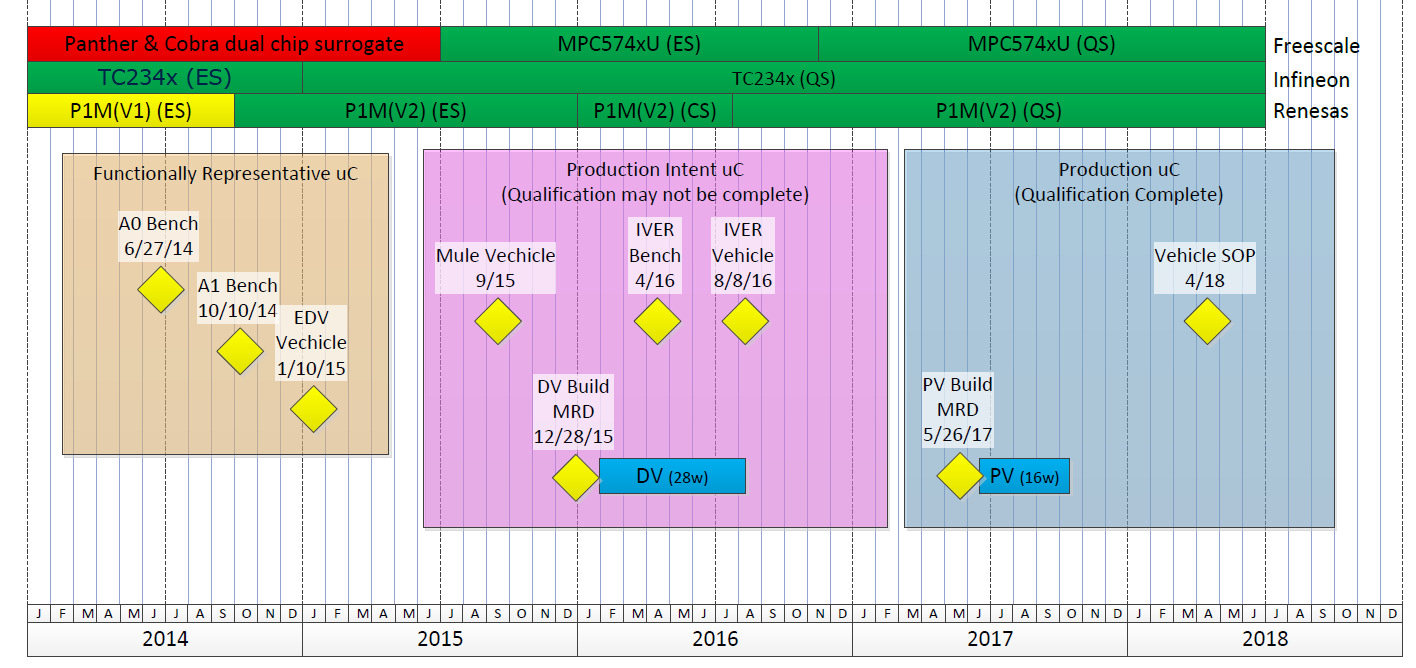 Panther & Cobra dual chip surrogate MPC574xU (ES) MPC574xU (QS) Freescale
TC234x (ES) TC234x (QS) Infineon
P1M(V1) (ES) P1M(V2) (ES) P1M(V2) (CS) P1M(V2) (QS) Renesas
Functionally Representative uC
A0 Bench
6/27/14
A1 Bench
10/10/14
EDV
Vechicle
1/10/15
Production Intent uC
(Qualification may not be complete)
Mule Vechicle
9/15
IVER
Bench
4/16
IVER
Vehicle
8/8/16
DV Build
MRD
12/28/15
DV (28w)
Production uC
(Qualification Complete)
Vehicle SOP
4/18
PV Build
MRD
5/26/17
PV (16w)
J F M A M J J A S O N D J F M A M J J A S O N D J F M A M J J A S O N D J F M A M J J A S O N D J F M A M J J A S O N D
2014 2015 2016 2017 2018